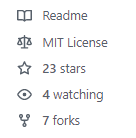 Readme
MIT License
23 stars
4 watching
7 forks